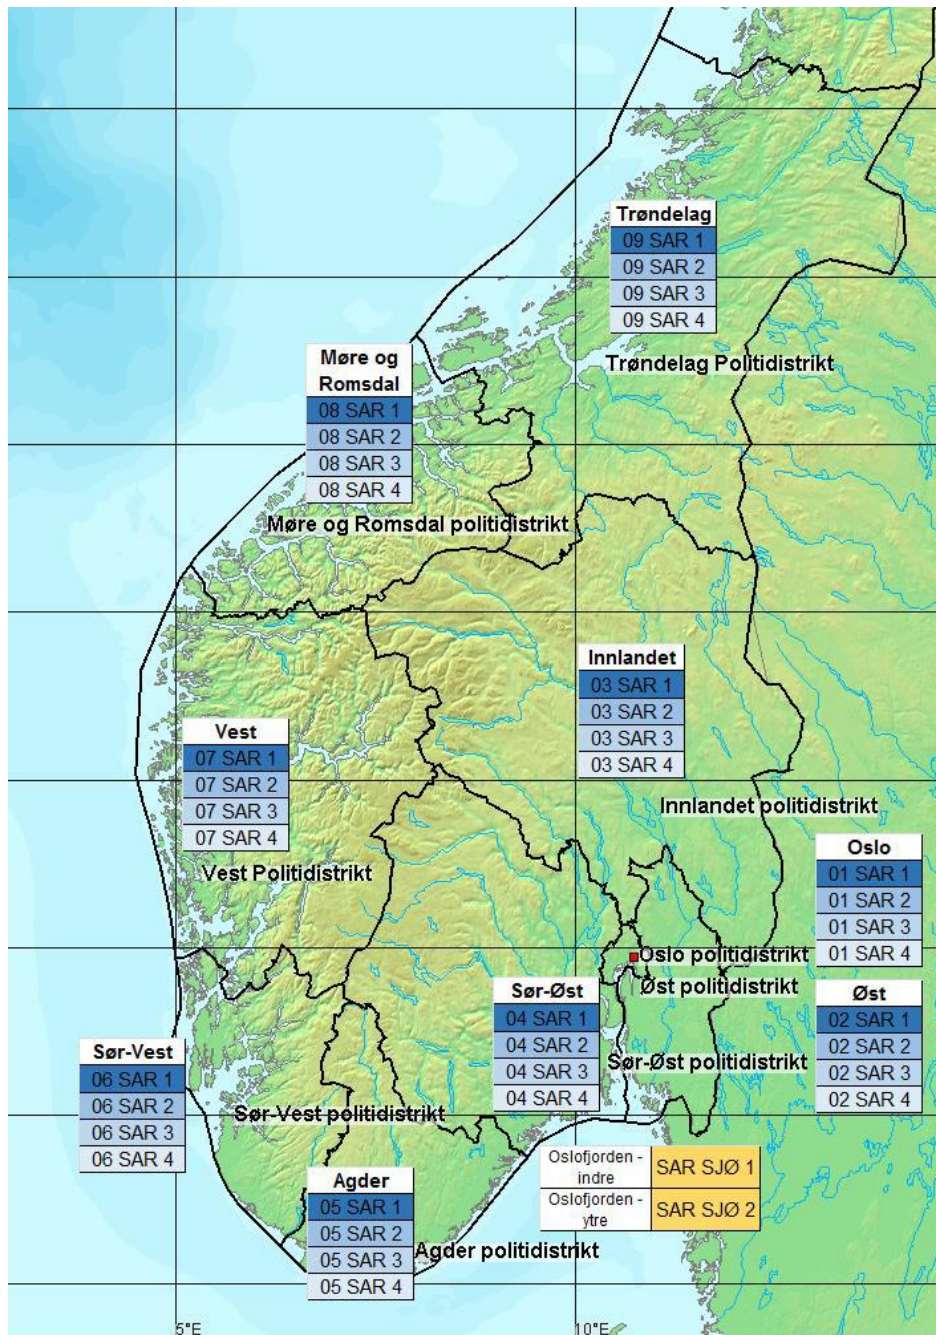 Trøndelag
09 SAR 1
09 SAR 2
09 SAR 3
09 SAR 4
Trøndelag Politidistrikt
Møre og
Romsdal
08 SAR 1
08 SAR 2
08 SAR 3
08 SAR 4
Møre og Romsdal politidistrikt
Innlandet
03 SAR 1
03 SAR 2
03 SAR 3
03 SAR 4
Innlandet politidistrikt
Vest
07 SAR 1
07 SAR 2
07 SAR 3
07 SAR 4
Vest Politidistrikt
Oslo
01 SAR 1
01 SAR 2
01 SAR 3
01 SAR 4
Oslo politidistrikt
Øst politidistrikt
Sør-Øst
04 SAR 1
04 SAR 2
04 SAR 3
04 SAR 4
Sør-Øst politidistrikt
Øst
02 SAR 1
02 SAR 2
02 SAR 3
02 SAR 4
Sør-Vest
06 SAR 1
06 SAR 2
06 SAR 3
06 SAR 4
Sør-Vest politidistrikt
Oslofjorden -
indre
SAR SJØ 1
Oslofjorden -
ytre
SAR SJØ 2
Agder
05 SAR 1
05 SAR 2
05 SAR 3
05 SAR 4
Agder politidistrikt
5°E
10°E